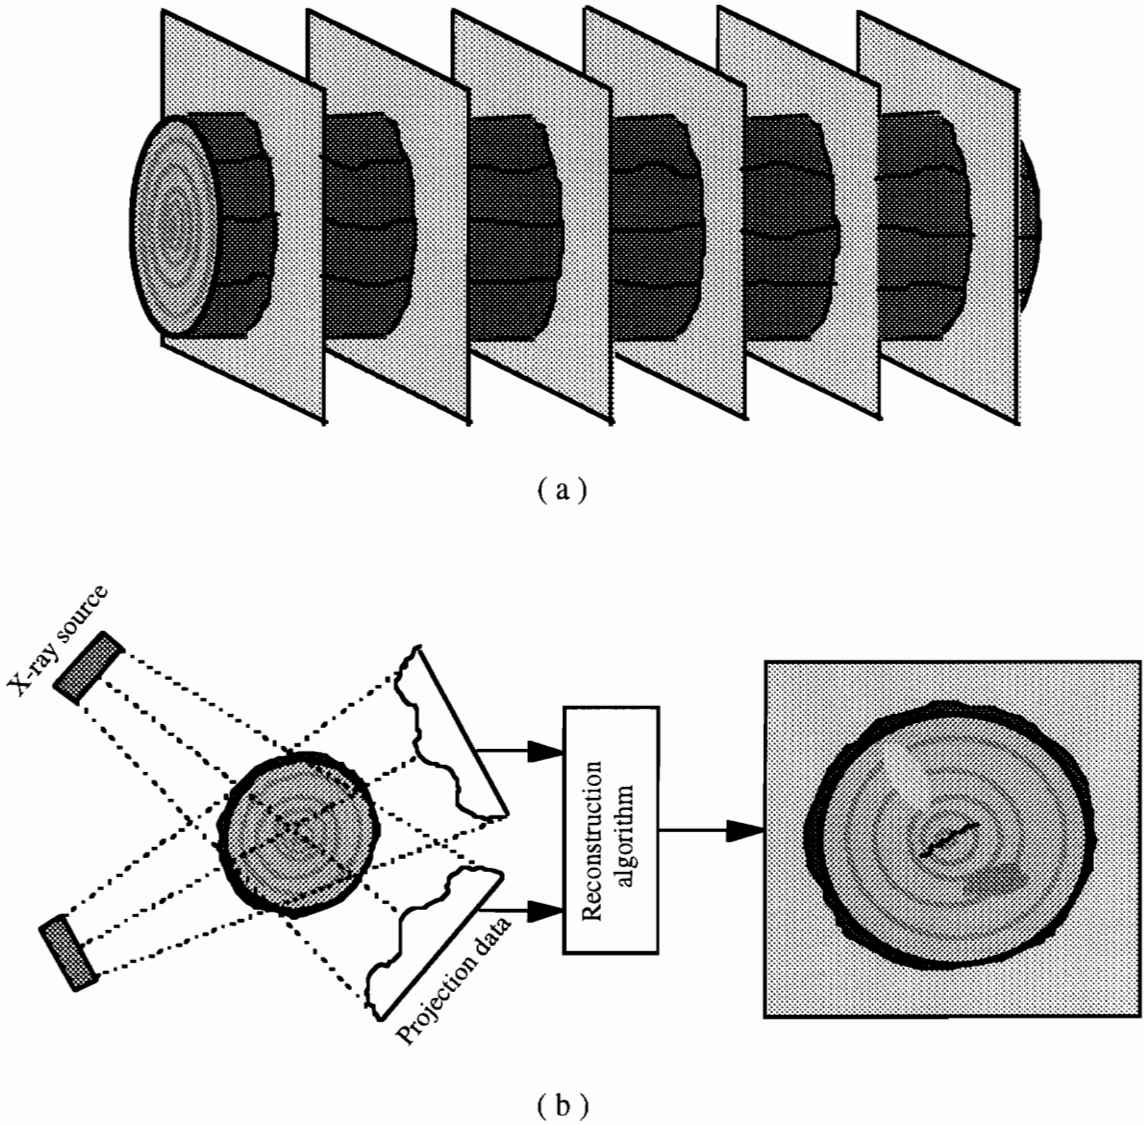 ( a )
X-ray source
Reconstruction
algorithm
Projection data
( b )